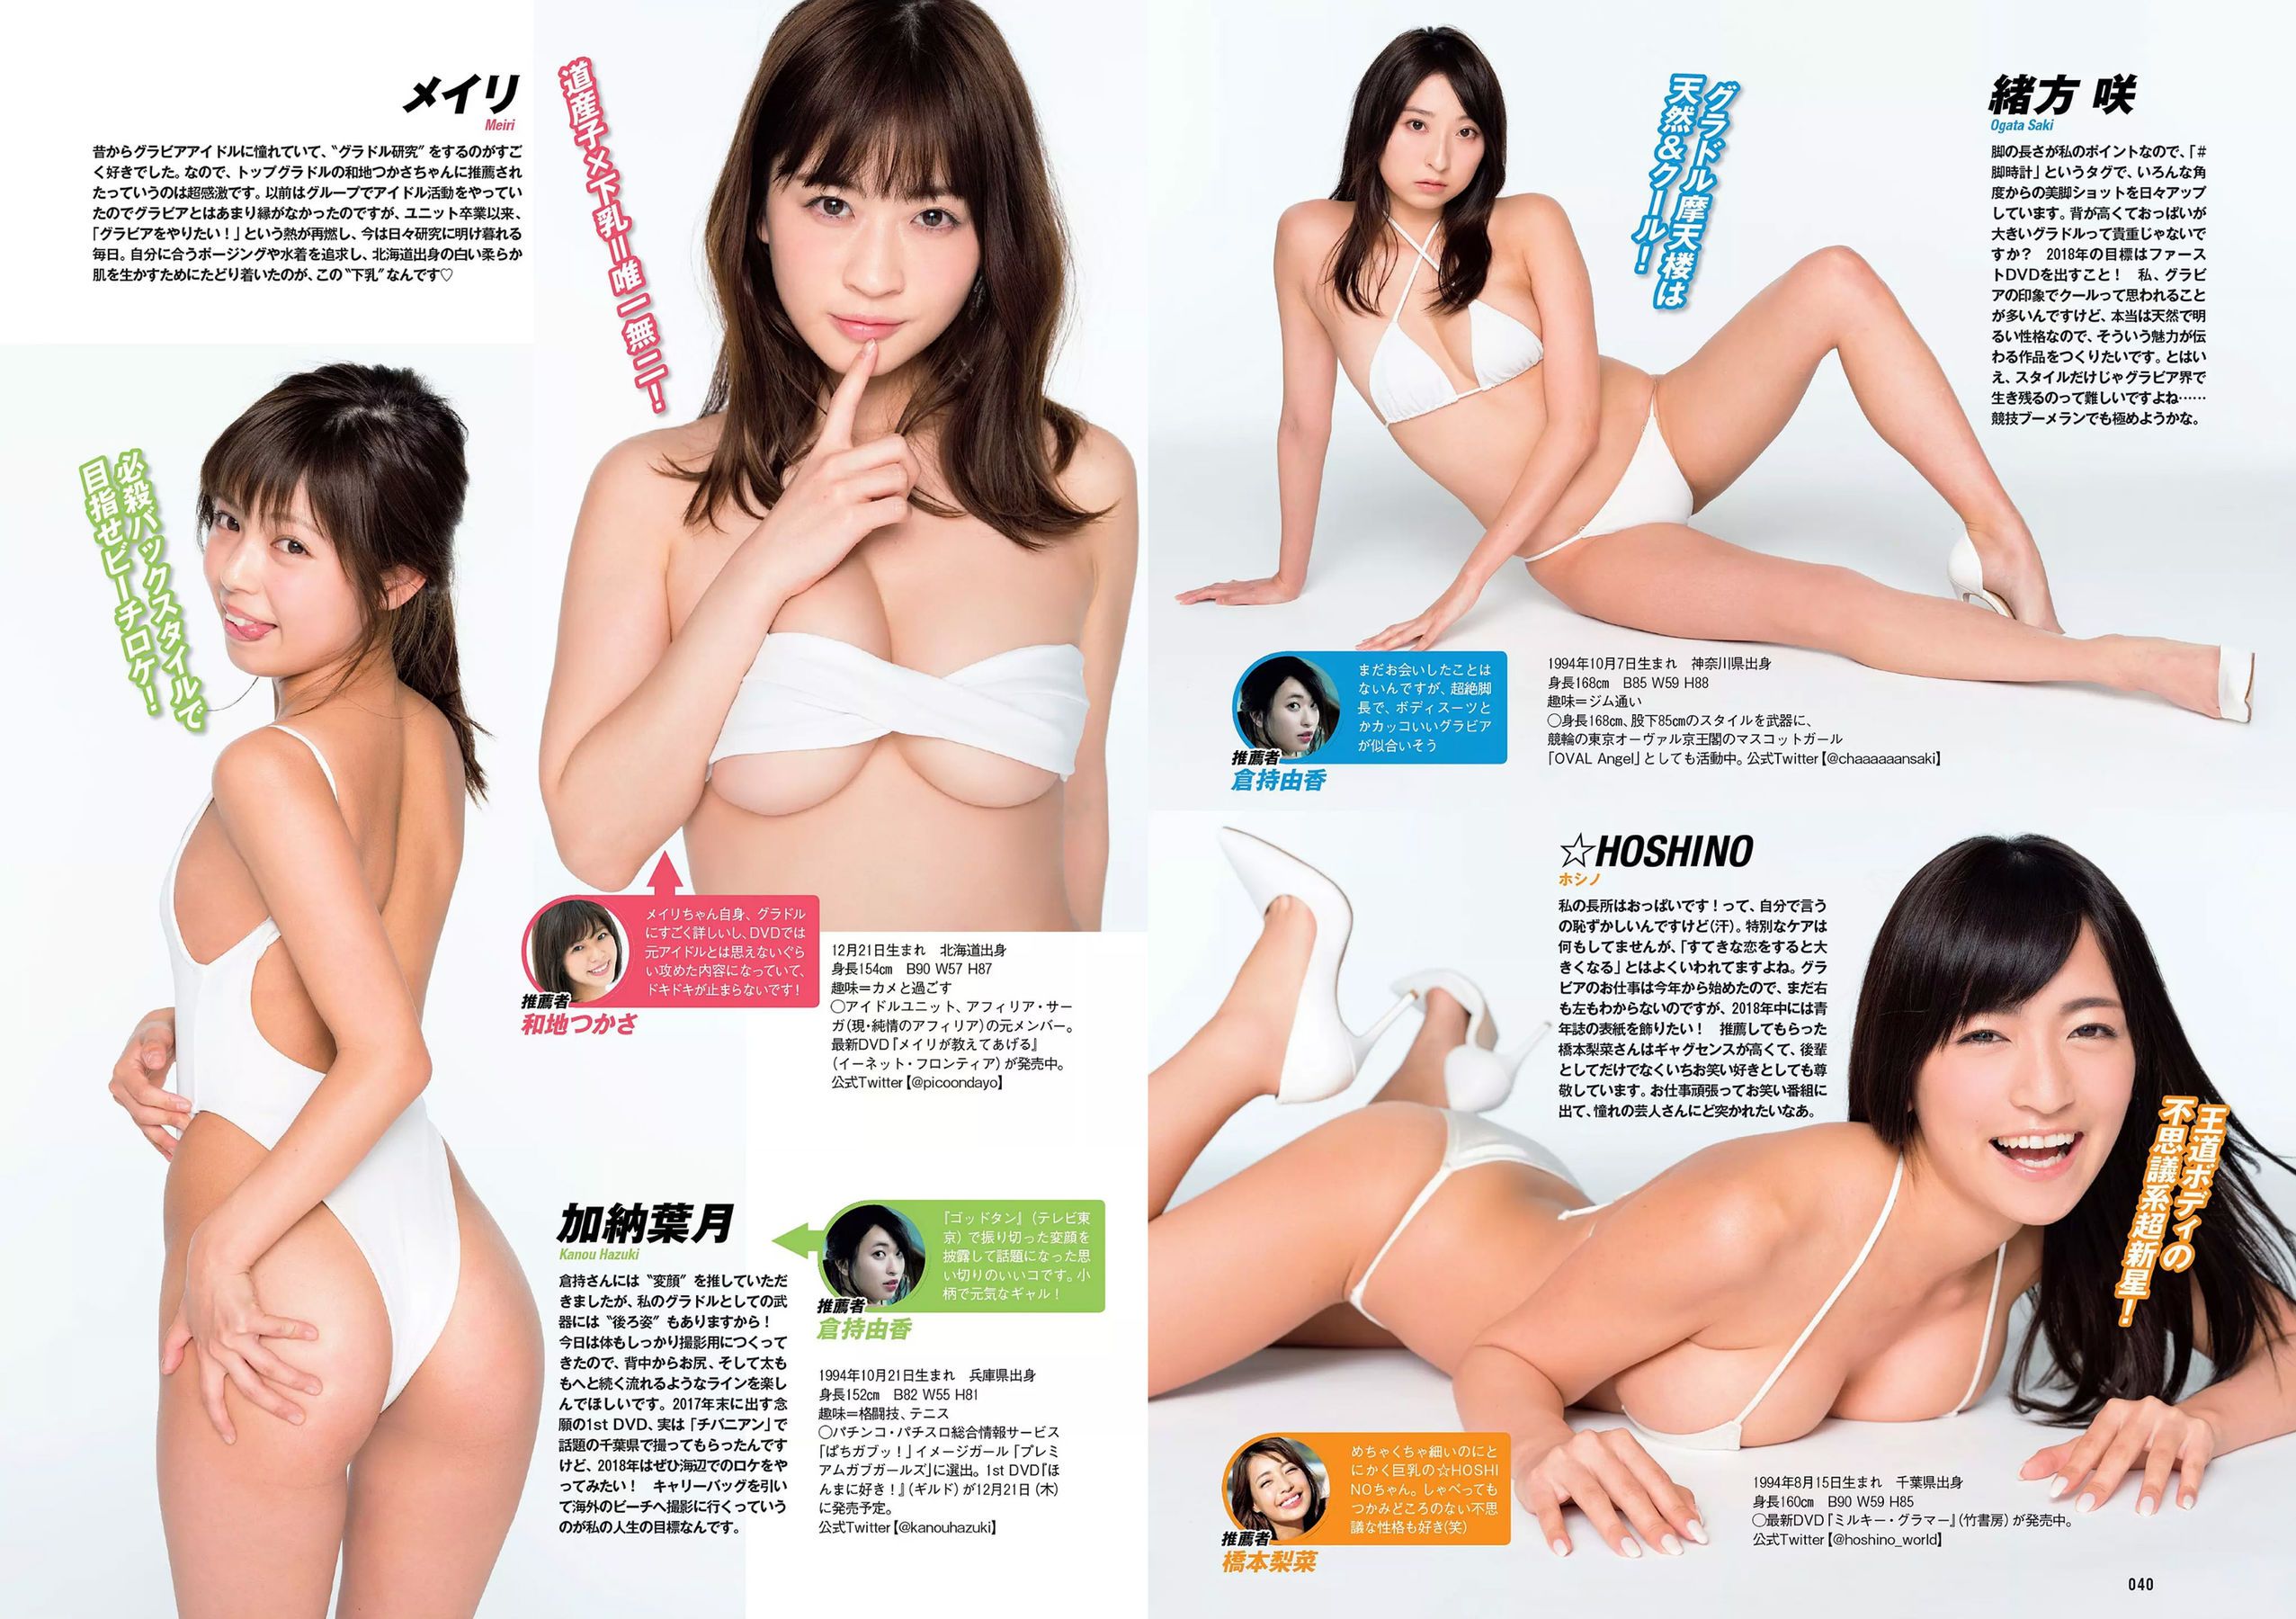 メイリ
Meiri
昔からグラビアアイドルに憧れていて、“グラドル研究”をするのがすご
く好きでした。なので、トップグラドルの和地つかさちゃんに推薦され
たっていうのは超感激です。以前はグループでアイドル活動をやってい
たのでグラビアとはあまり縁がなかったのですが、ユニット卒業以来、
「グラビアをやりたい!」という熱が再燃し、今は日々研究に明け暮れる
毎日。自分に合うポージングや水着を追求し、北海道出身の白い柔らか
肌を生かすためにたどり着いたのが、この“下乳”なんです♡
道産子×下乳=唯一無二!
メイリちゃん自身、グラドル
にすごく詳しいし、DVDでは
元アイドルとは思えないぐら
い攻めた内容になっていて、
ドキドキが止まらないです!
推薦者
和地つかさ
12月21日生まれ 北海道出身
身長154㎝ B90 W57 H87
趣味=カメと過ごす
○アイドルユニット、アフィリア・サー
ガ(現・純情のアフィリア)の元メンバー。
最新DVD『メイリが教えてあげる』
(イーネット・フロンティア)が発売中。
公式Twitter【@picoondayo】
必殺バックスタイルで
目指せビーチロケ!
加納葉月
Kanou Hazuki
倉持さんには“変顔”を推していただ
きましたが、私のグラドルとしての武
器には“後ろ姿”もありますから!
今日は体もしっかり撮影用につくって
きたので、背中からお尻、そして太も
もへと続く流れるようなラインを楽し
んでほしいです。2017年末に出す念
願の1st DVD、実は「チバニアン」で
話題の千葉県で撮ってもらったんです
けど、2018年はぜひ海辺でのロケをや
ってみたい! キャリーバッグを引い
て海外のビーチへ撮影に行くっていう
のが私の人生の目標なんです。
『ゴッドタン』(テレビ東
京)で振り切った変顔を
披露して話題になった思
い切りのいいコです。小
柄で元気なギャル!
推薦者
倉持由香
1994年10月21日生まれ 兵庫県出身
身長152㎝ B82 W55 H81
趣味=格闘技、テニス
○パチンコ・パチスロ総合情報サービス
「ぱちガブッ!」イメージガール「プレミ
アムガブガールズ」に選出。1st DVD『ほ
んまに好き!』(ギルド)が12月21日(木)
に発売予定。
公式Twitter【@kanouhazuki】
グラドル摩天楼は
天然&クール!
緒方 咲
Ogata Saki
脚の長さが私のポイントなので、「#
脚時計」というタグで、いろんな角
度からの美脚ショットを日々アップ
しています。背が高くておっぱいが
大きいグラドルって貴重じゃないで
すか? 2018年の目標はファース
トDVDを出すこと! 私、グラビ
アの印象でクールって思われること
が多いんですけど、本当は天然で明
るい性格なので、そういう魅力が伝
わる作品をつくりたいです。とはい
え、スタイルだけじゃグラビア界で
生き残るのって難しいですよね……
競技ブーメランでも極めようかな。
まだお会いしたことは
ないんですが、超絶脚
長で、ボディスーツと
かカッコいいグラビア
が似合いそう
推薦者
倉持由香
1994年10月7日生まれ 神奈川県出身
身長168㎝ B85 W59 H88
趣味=ジム通い
○身長168㎝、股下85㎝のスタイルを武器に、
競輪の東京オーヴァル京王閣のマスコットガール
「OVAL Angel」としても活動中。公式Twitter【@chaaaaaansaki】
☆HOSHINO
ホシノ
私の長所はおっぱいです!って、自分で言う
の恥ずかしいんですけど(汗)。特別なケアは
何もしてませんが、「すてきな恋をすると大
きくなる」とはよくいわれてますよね。グラ
ビアのお仕事は今年から始めたので、まだ右
も左もわからないのですが、2018年中には青
年誌の表紙を飾りたい! 推薦してもらった
橋本梨菜さんはギャグセンスが高くて、後輩
としてだけでなくいちお笑い好きとしても尊
敬しています。お仕事頑張ってお笑い番組に
出て、憧れの芸人さんにど突かれたいなあ。
王道ボディの
不思議系超新星!
めちゃくちゃ細いのにと
にかく巨乳の☆HOSHI
NOちゃん。しゃべっても
つかみどころのない不思
議な性格も好き(笑)
推薦者
橋本梨菜
1994年8月15日生まれ 千葉県出身
身長160㎝ B90 W59 H85
○最新DVD『ミルキー・グラマー』(竹書房)が発売中。
公式Twitter【@hoshino_world】
040